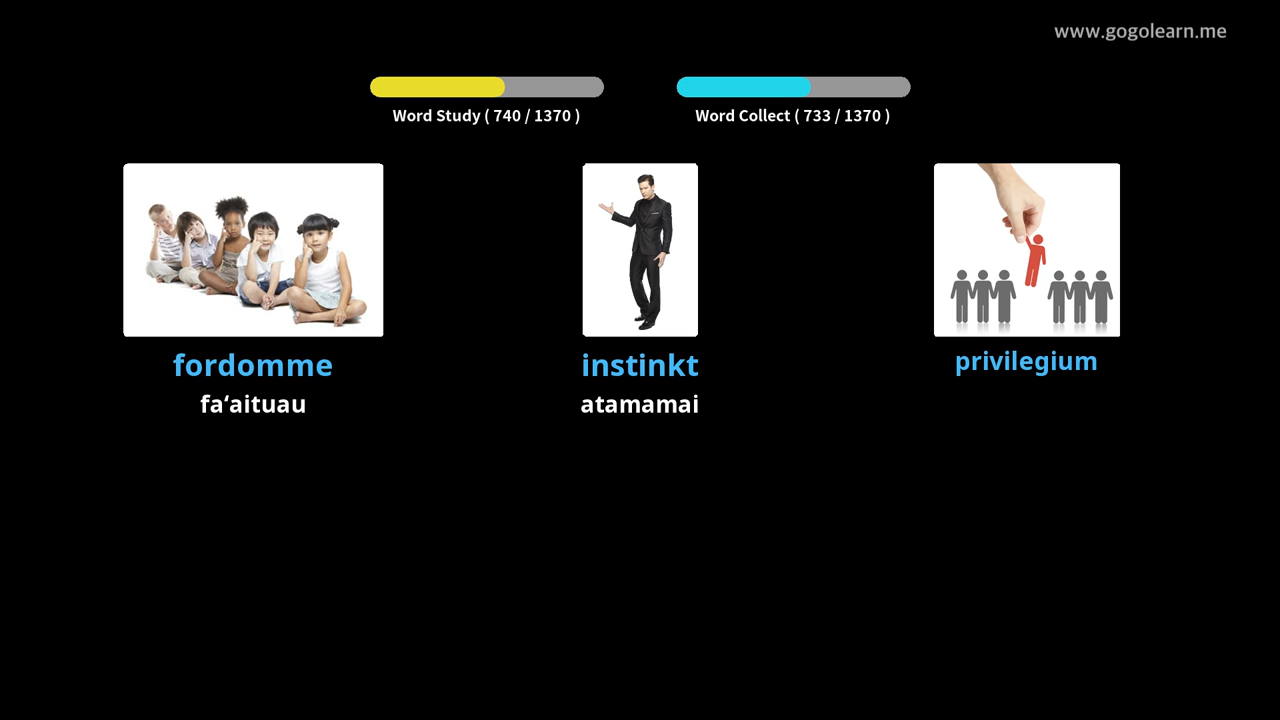 www.gogolearn.me
Word Study ( 740 / 1370 )
Word Collect ( 733 / 1370 )
fordomme
fa‘aituau
instinkt
atamamai
privilegium